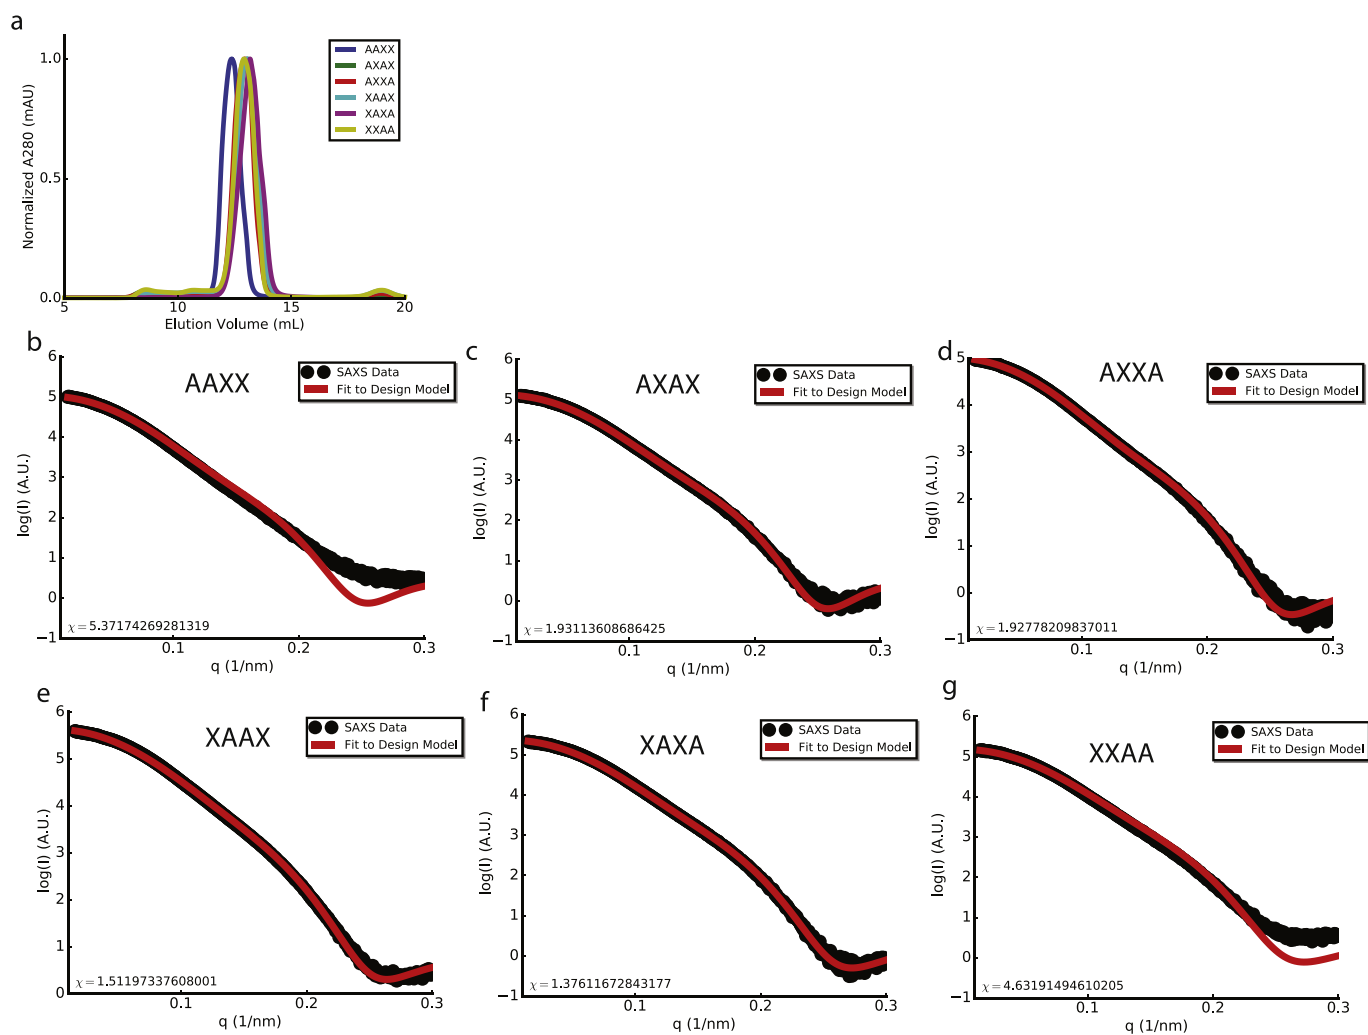 a
Normalized A280 (mAU)
1.0
0.5
0.0
5
10
15
20
Elution Volume (mL)
AAXX
AXAX
AXXA
XAAX
XAXA
XXAA
b
AAXX
SAXS Data
Fit to Design Model
log(I) (A.U.)
6
5
4
3
2
1
0
−1
χ = 5.37174269281319
0.1
0.2
0.3
q (1/nm)
c
AXAX
SAXS Data
Fit to Design Model
log(I) (A.U.)
6
5
4
3
2
1
0
−1
χ = 1.93113608686425
0.1
0.2
0.3
q (1/nm)
d
AXXA
SAXS Data
Fit to Design Model
log(I) (A.U.)
5
4
3
2
1
0
−1
χ = 1.92778209837011
0.1
0.2
0.3
q (1/nm)
e
XAAX
SAXS Data
Fit to Design Model
log(I) (A.U.)
6
5
4
3
2
1
0
χ = 1.51197337608001
0.1
0.2
0.3
q (1/nm)
f
XAXA
SAXS Data
Fit to Design Model
log(I) (A.U.)
6
5
4
3
2
1
0
−1
χ = 1.37611672843177
0.1
0.2
0.3
q (1/nm)
g
XXAA
SAXS Data
Fit to Design Model
log(I) (A.U.)
6
5
4
3
2
1
0
−1
χ = 4.63191494610205
0.1
0.2
0.3
q (1/nm)